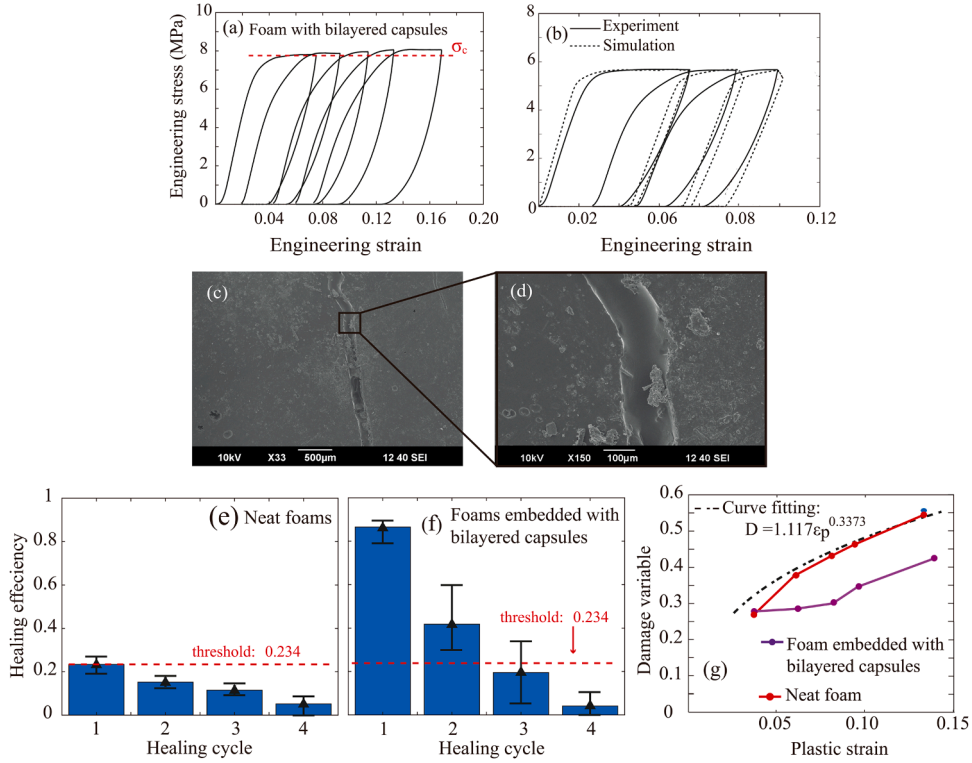 (a) Foam with bilayered capsules
σc
Engineering stress (MPa)
10
8
6
4
2
0
0.04 0.08 0.12 0.16 0.20
Engineering strain
(b)
Experiment
Simulation
8
6
4
2
0
0.02 0.04 0.06 0.08 0.12
Engineering strain
(c)
10kV X33 500μm 12 40 SEI
(d)
10kV X150 100μm 12 40 SEI
Healing effeciency
1
0.8
0.6
0.4
0.2
0
(e) Neat foams
threshold: 0.234
1 2 3 4
Healing cycle
(f) Foams embedded with
bilayered capsules
threshold: 0.234
1 2 3 4
Healing cycle
Damage variable
0.6
0.5
0.4
0.3
0.2
0.1
0
Curve fitting:
D =1.117εp^0.3373
(g)
Foam embedded with
bilayered capsules
Neat foam
0.05 0.10 0.15
Plastic strain